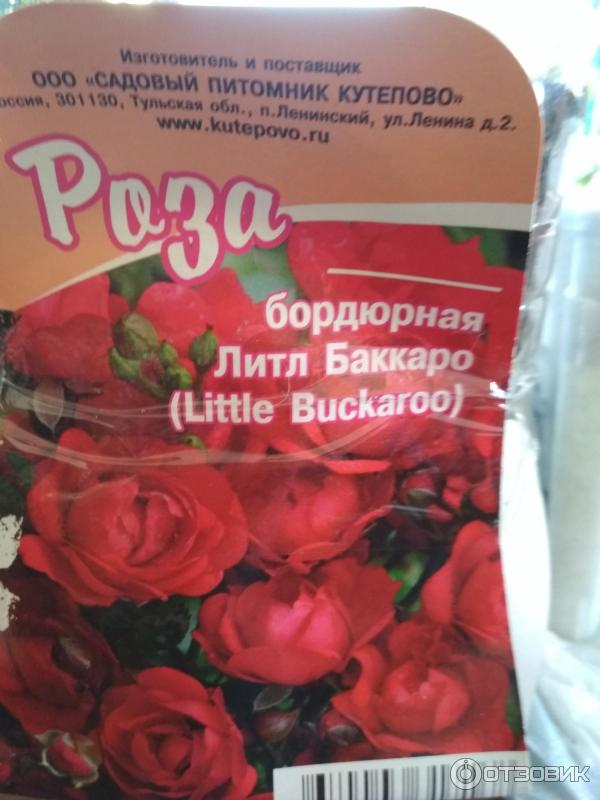 Изготовитель и поставщик
ООО «САДОВЫЙ ПИТОМНИК КУТЕПОВО»
оссия, 301130, Тульская обл., п.Ленинский, ул.Ленина д.2.
www.kutepovo.ru
Роза
бордюрная
Литл Баккаро
(Little Buckaroo)
ОТЗОВИК